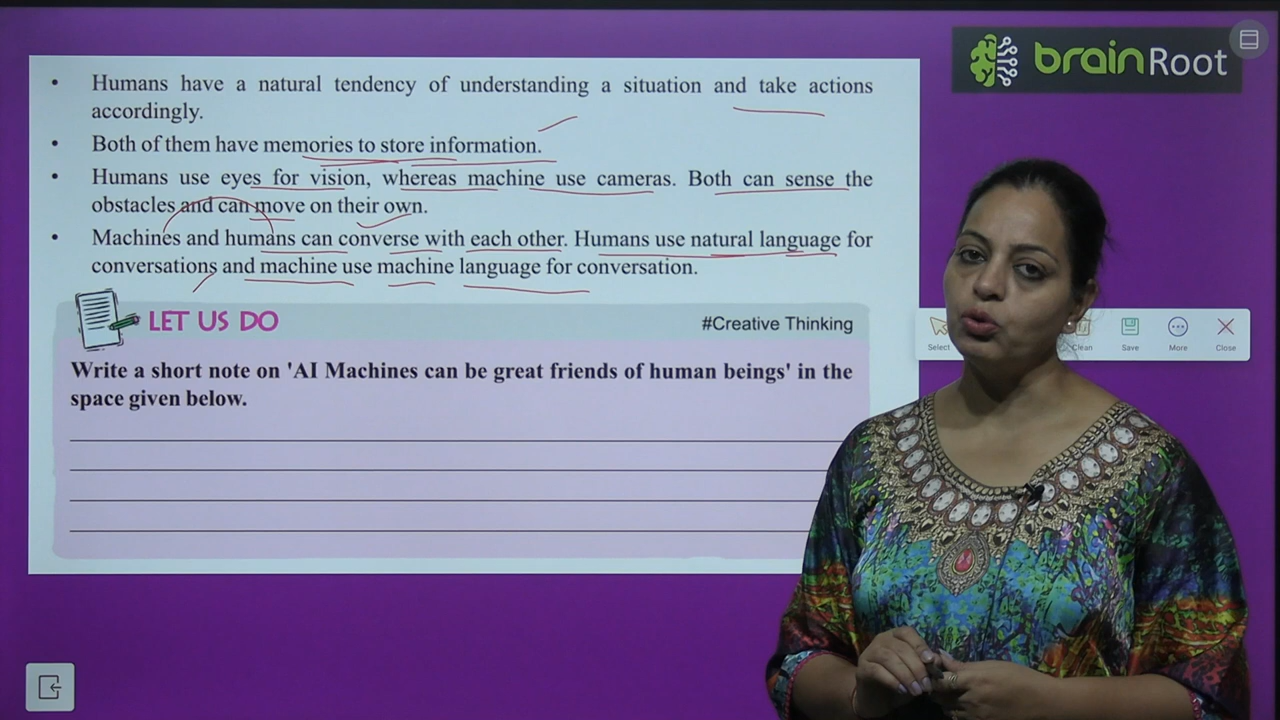 brainRoot
• Humans have a natural tendency of understanding a situation and take actions
accordingly.
• Both of them have memories to store information.
• Humans use eyes for vision, whereas machine use cameras. Both can sense the
obstacles and can move on their own.
• Machines and humans can converse with each other. Humans use natural language for
conversations and machine use machine language for conversation.
LET US DO
#Creative Thinking
Write a short note on 'AI Machines can be great friends of human beings' in the
space given below.
Select
Clean
Save
More
Close